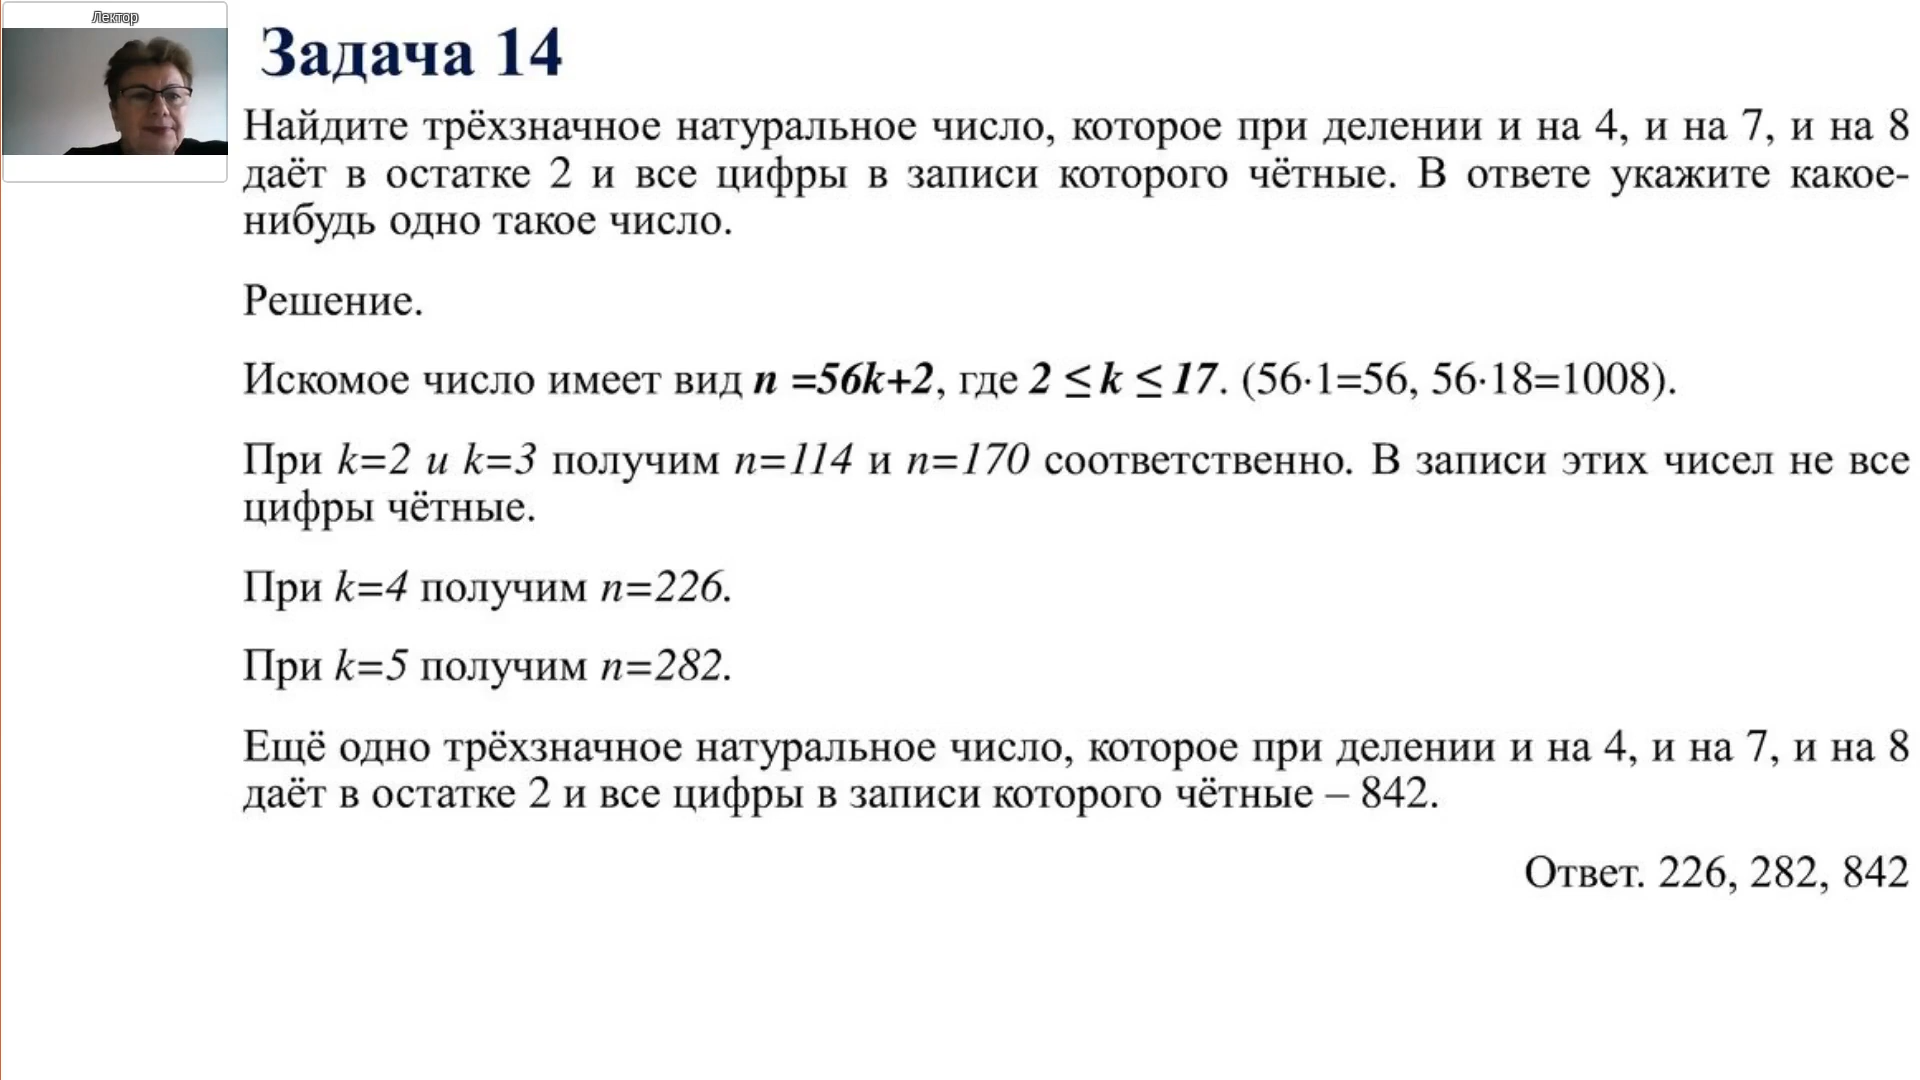 Лектор
Задача 14
Найдите трёхзначное натуральное число, которое при делении и на 4, и на 7, и на 8
даёт в остатке 2 и все цифры в записи которого чётные. В ответе укажите какое-
нибудь одно такое число.
Решение.
Искомое число имеет вид n =56k+2, где 2 ≤ k ≤ 17. (56·1=56, 56·18=1008).
При k=2 и k=3 получим n=114 и n=170 соответственно. В записи этих чисел не все
цифры чётные.
При k=4 получим n=226.
При k=5 получим n=282.
Ещё одно трёхзначное натуральное число, которое при делении и на 4, и на 7, и на 8
даёт в остатке 2 и все цифры в записи которого чётные – 842.
Ответ. 226, 282, 842